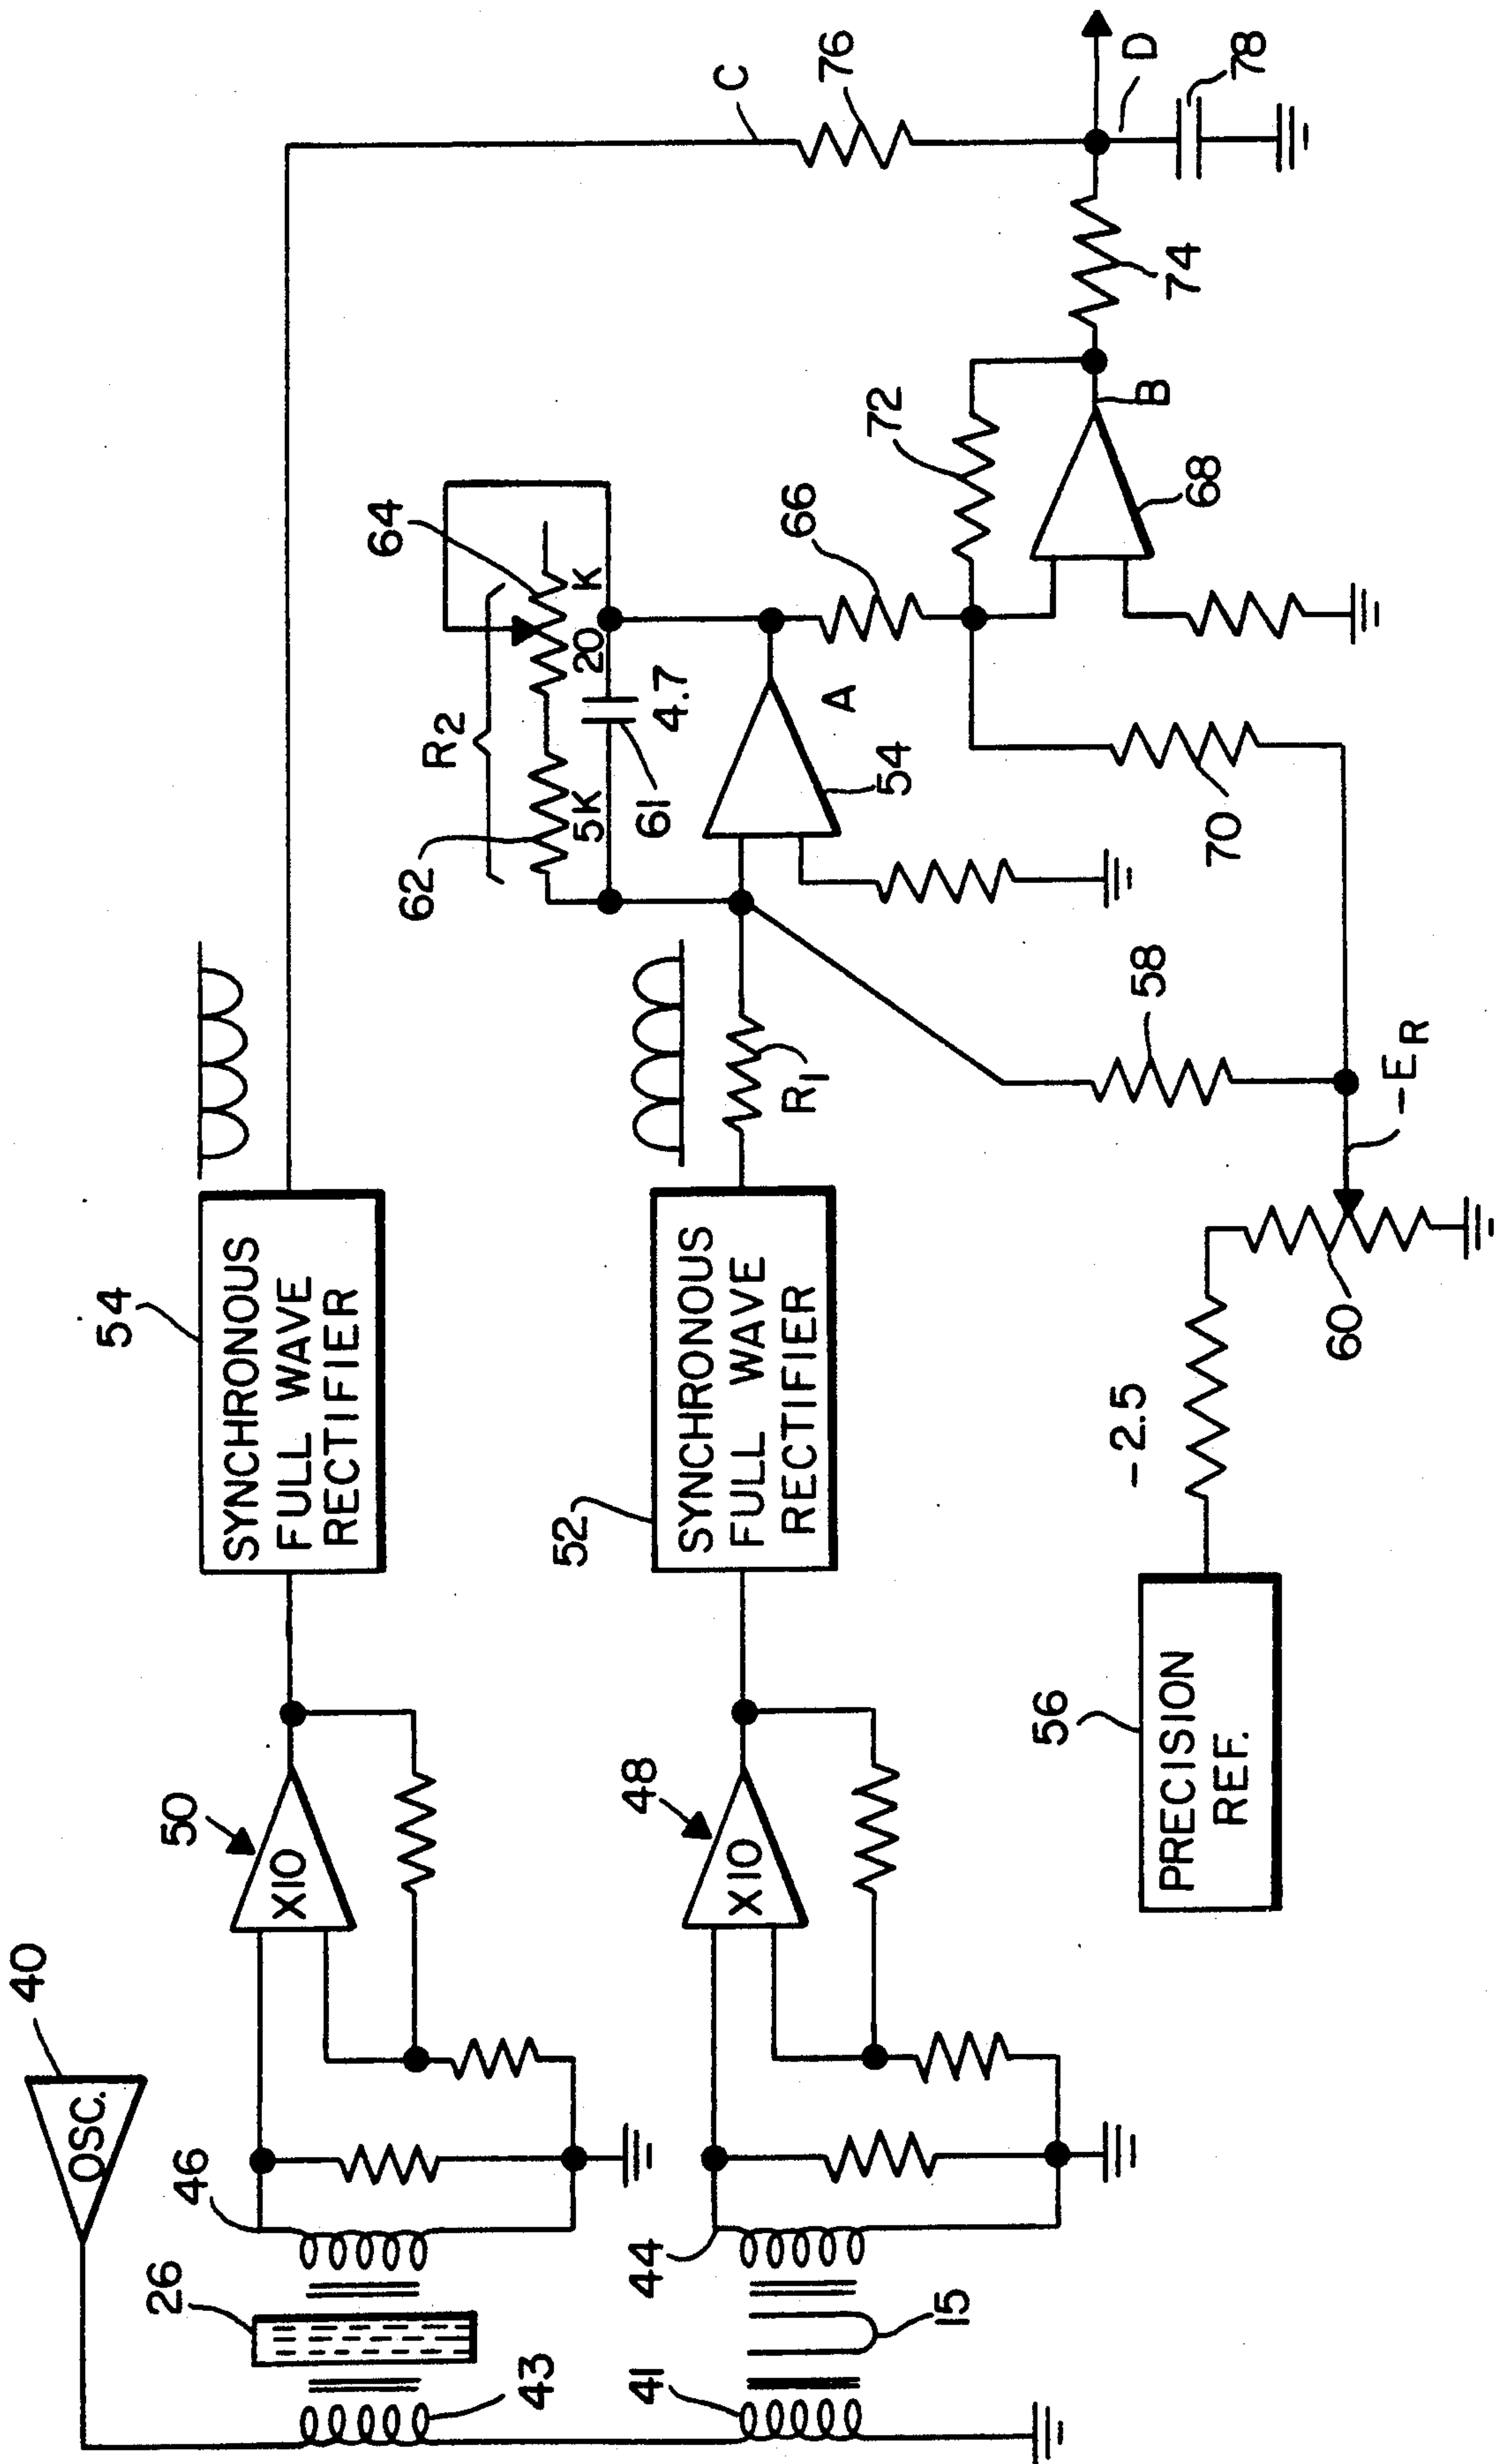 40
OSC.
26
46
43
50
X10
54
SYNCHRONOUS
FULL WAVE
RECTIFIER
C
76
D
78
41
44
15
48
X10
52
SYNCHRONOUS
FULL WAVE
RECTIFIER
R1
62
R2
64
5K
20 K
61
4.7
54
A
66
72
68
B
74
56
PRECISION
REF.
-2.5
60
-ER
58
70